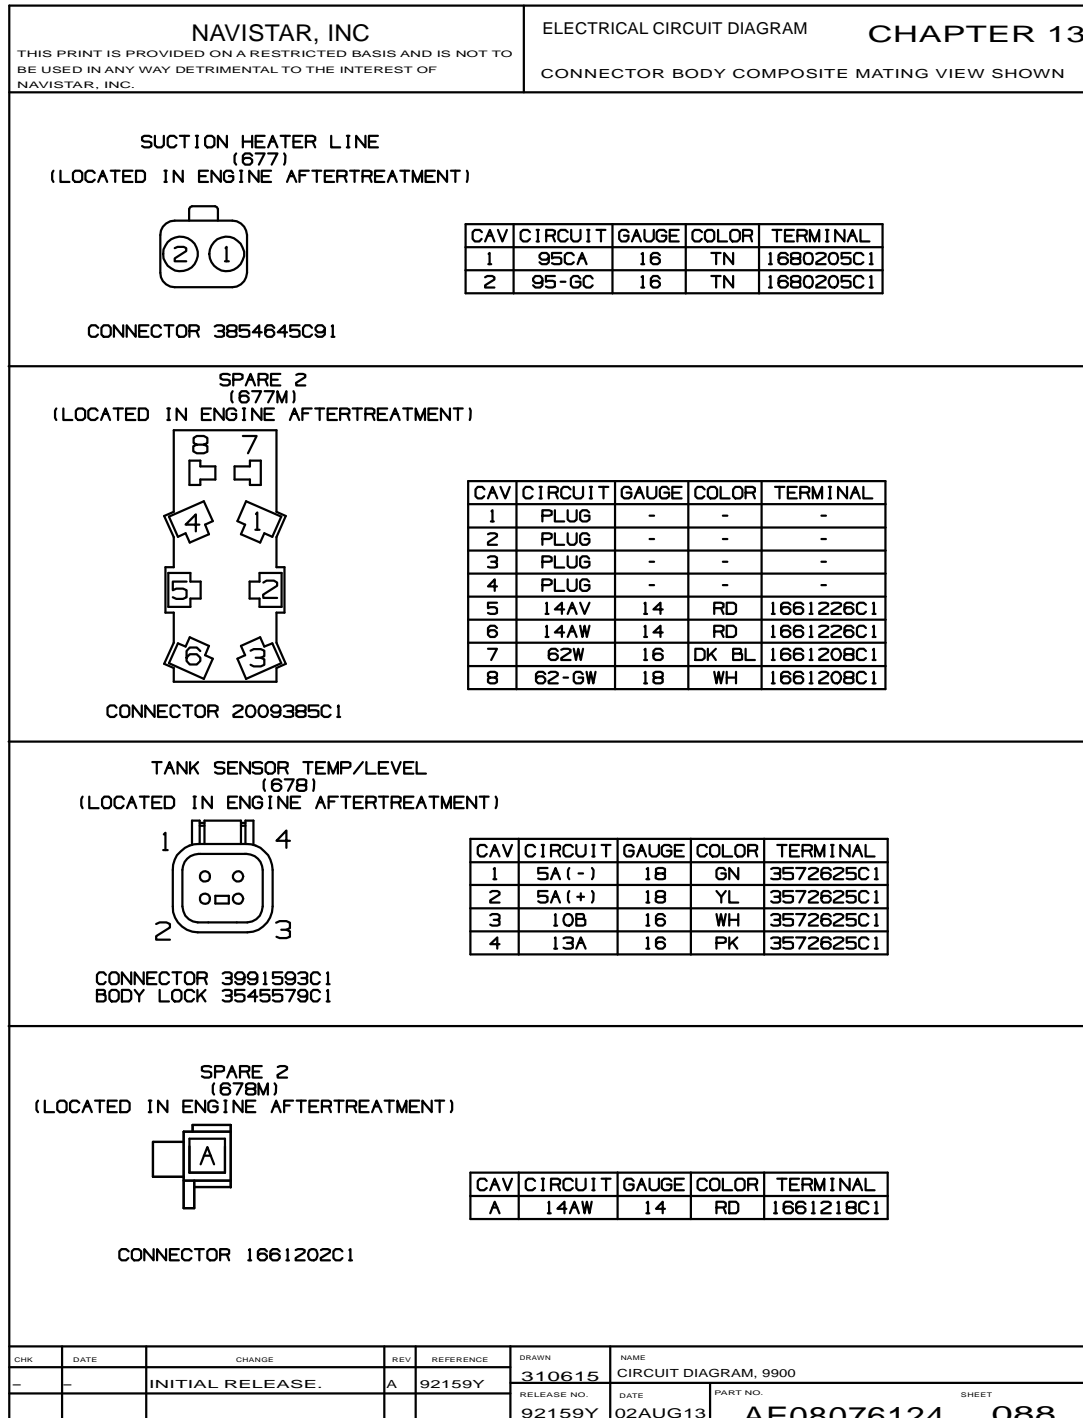 NAVISTAR, INC
THIS PRINT IS PROVIDED ON A RESTRICTED BASIS AND IS NOT TO
BE USED IN ANY WAY DETRIMENTAL TO THE INTEREST OF
NAVISTAR, INC.
ELECTRICAL CIRCUIT DIAGRAM CHAPTER 13
CONNECTOR BODY COMPOSITE MATING VIEW SHOWN
SUCTION HEATER LINE
(677)
(LOCATED IN ENGINE AFTERTREATMENT)
2 1
CAV CIRCUIT GAUGE COLOR TERMINAL
1 95CA 16 TN 1680205C1
2 95-GC 16 TN 1680205C1
CONNECTOR 3854645C91
SPARE 2
(677M)
(LOCATED IN ENGINE AFTERTREATMENT)
8 7
4 1
5 2
6 3
CAV CIRCUIT GAUGE COLOR TERMINAL
1 PLUG - - -
2 PLUG - - -
3 PLUG - - -
4 PLUG - - -
5 14AV 14 RD 1661226C1
6 14AW 14 RD 1661226C1
7 62W 16 DK BL 1661208C1
8 62-GW 18 WH 1661208C1
CONNECTOR 2009385C1
TANK SENSOR TEMP/LEVEL
(678)
(LOCATED IN ENGINE AFTERTREATMENT)
1 4
2 3
CAV CIRCUIT GAUGE COLOR TERMINAL
1 5A(-) 18 GN 3572625C1
2 5A(+) 18 YL 3572625C1
3 10B 16 WH 3572625C1
4 13A 16 PK 3572625C1
CONNECTOR 3991593C1
BODY LOCK 3545579C1
SPARE 2
(678M)
(LOCATED IN ENGINE AFTERTREATMENT)
A
CAV CIRCUIT GAUGE COLOR TERMINAL
A 14AW 14 RD 1661218C1
CONNECTOR 1661202C1
CHK DATE CHANGE REV REFERENCE
– – INITIAL RELEASE. A 92159Y
DRAWN
310615
NAME
CIRCUIT DIAGRAM, 9900
RELEASE NO. DATE PART NO. SHEET
92159Y 02AUG13 AF08076124 088